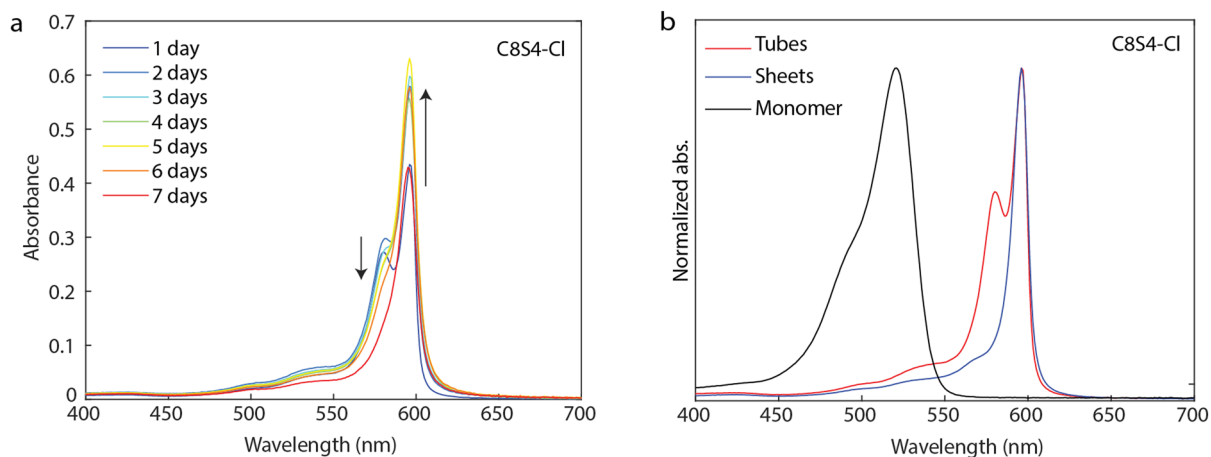 a
0.7
0.6
0.5
0.4
0.3
0.2
0.1
0
Absorbance
1 day
2 days
3 days
4 days
5 days
6 days
7 days
C8S4-Cl
400
450
500
550
600
650
700
Wavelength (nm)
b
Normalized abs.
Tubes
Sheets
Monomer
C8S4-Cl
400
450
500
550
600
650
700
Wavelength (nm)